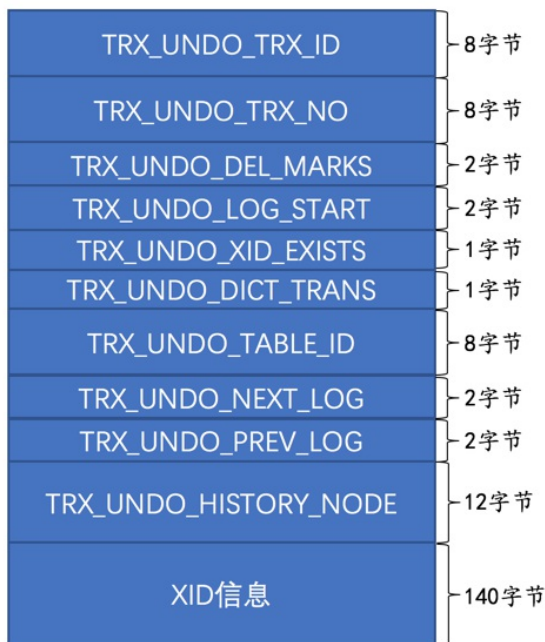 TRX_UNDO_TRX_ID 8字节
TRX_UNDO_TRX_NO 8字节
TRX_UNDO_DEL_MARKS 2字节
TRX_UNDO_LOG_START 2字节
TRX_UNDO_XID_EXISTS 1字节
TRX_UNDO_DICT_TRANS 1字节
TRX_UNDO_TABLE_ID 8字节
TRX_UNDO_NEXT_LOG 2字节
TRX_UNDO_PREV_LOG 2字节
TRX_UNDO_HISTORY_NODE 12字节
XID信息 140字节